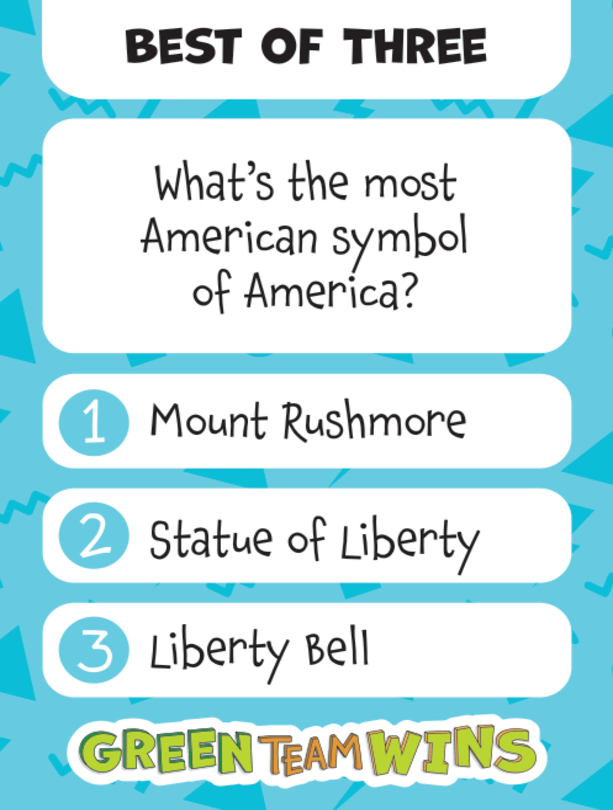 BEST OF THREE
What's the most
American symbol
of America?
1 Mount Rushmore
2 Statue of Liberty
3 Liberty Bell
GREEN TEAM WINS